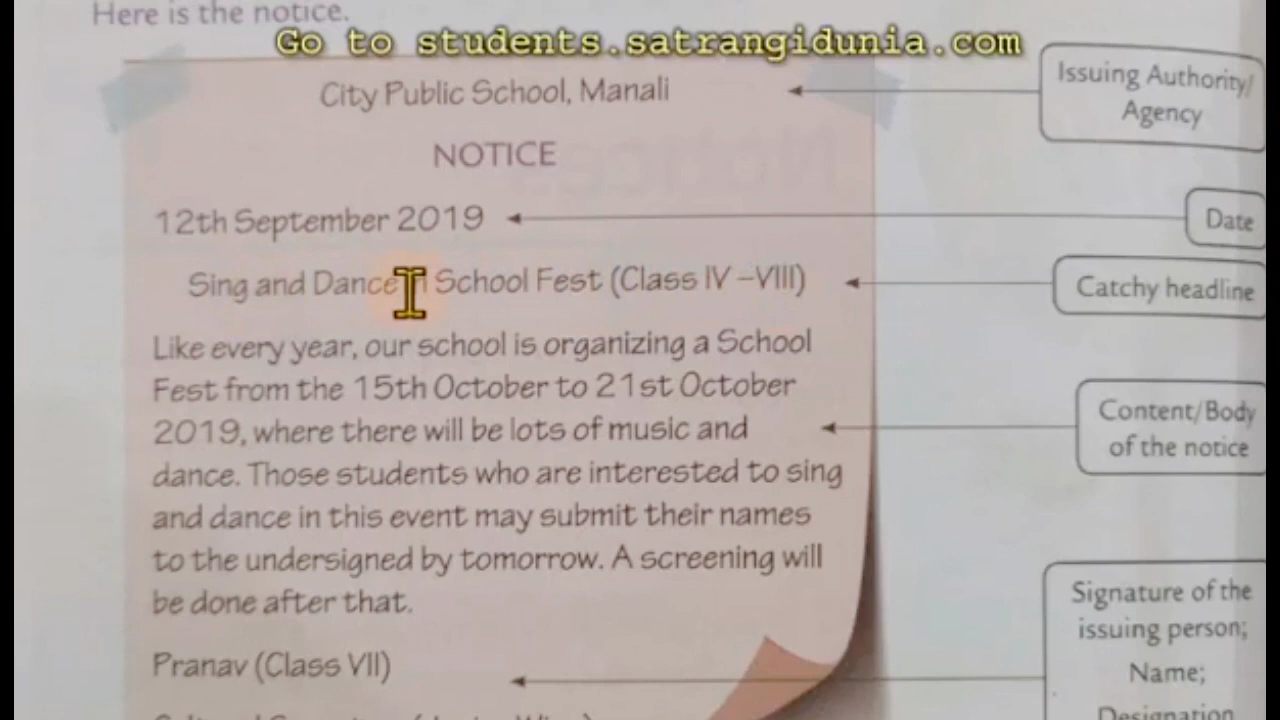 Here is the notice.
Go to students.satrangidunia.com
City Public School, Manali
Issuing Authority/
Agency
NOTICE
12th September 2019
Date
Sing and Dance School Fest (Class IV –VIII)
Catchy headline
Like every year, our school is organizing a School
Fest from the 15th October to 21st October
2019, where there will be lots of music and
dance. Those students who are interested to sing
and dance in this event may submit their names
to the undersigned by tomorrow. A screening will
be done after that.
Content/Body
of the notice
Pranav (Class VII)
Signature of the
issuing person;
Name;
Designation